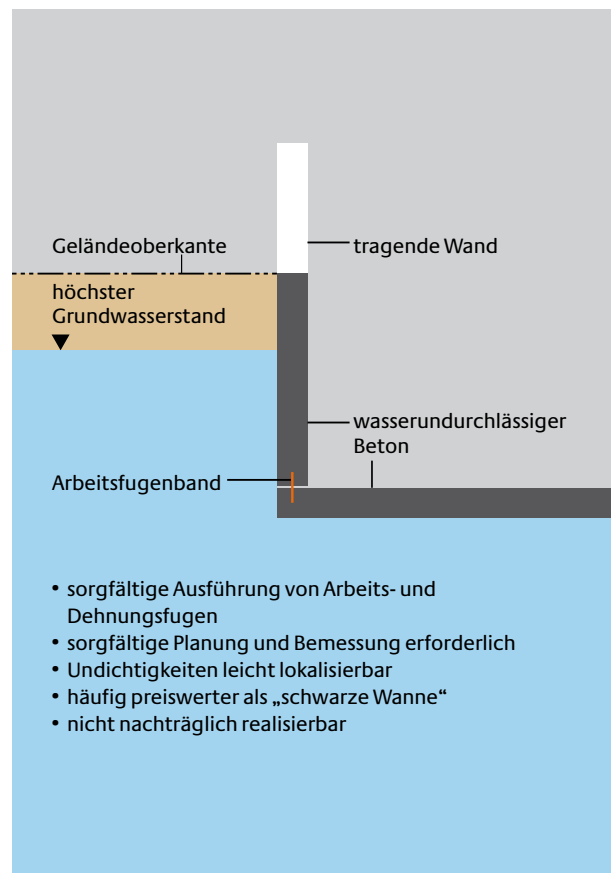 Geländeoberkante
tragende Wand
höchster
Grundwasserstand
wasserundurchlässiger
Beton
Arbeitsfugenband
• sorgfältige Ausführung von Arbeits- und
Dehnungsfugen
• sorgfältige Planung und Bemessung erforderlich
• Undichtigkeiten leicht lokalisierbar
• häufig preiswerter als „schwarze Wanne“
• nicht nachträglich realisierbar